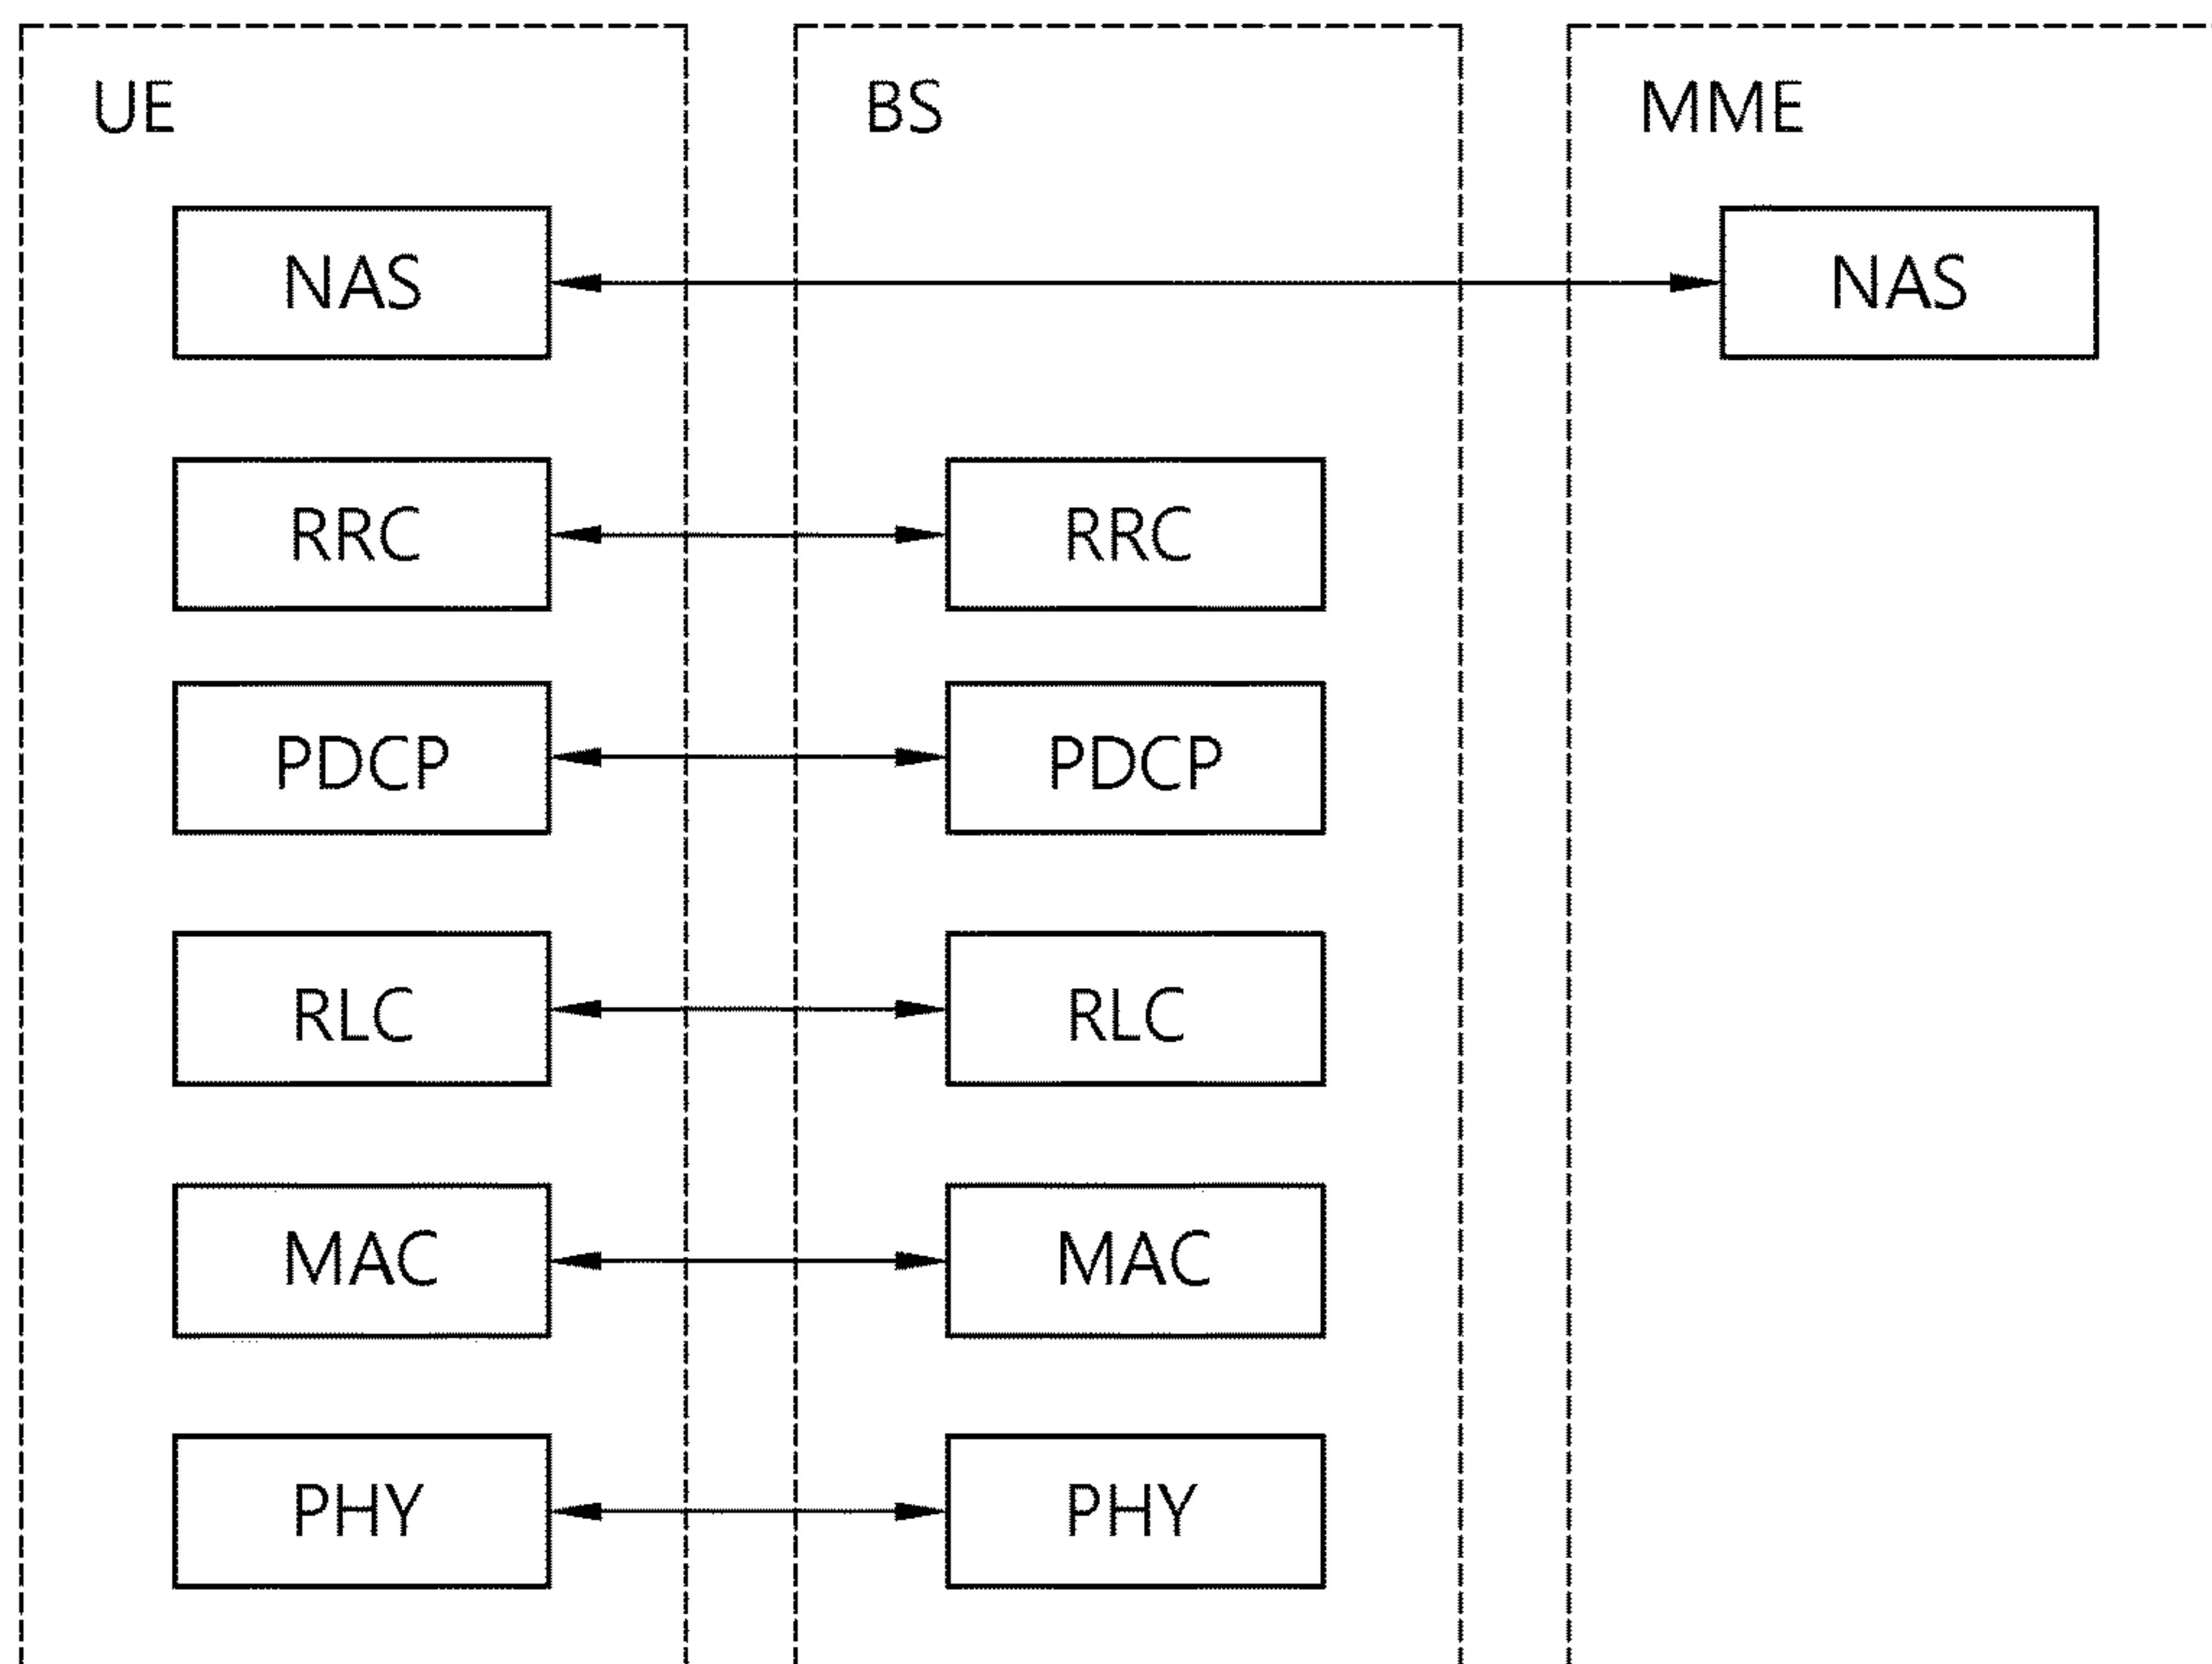 UE BS MME
NAS NAS
RRC RRC
PDCP PDCP
RLC RLC
MAC MAC
PHY PHY